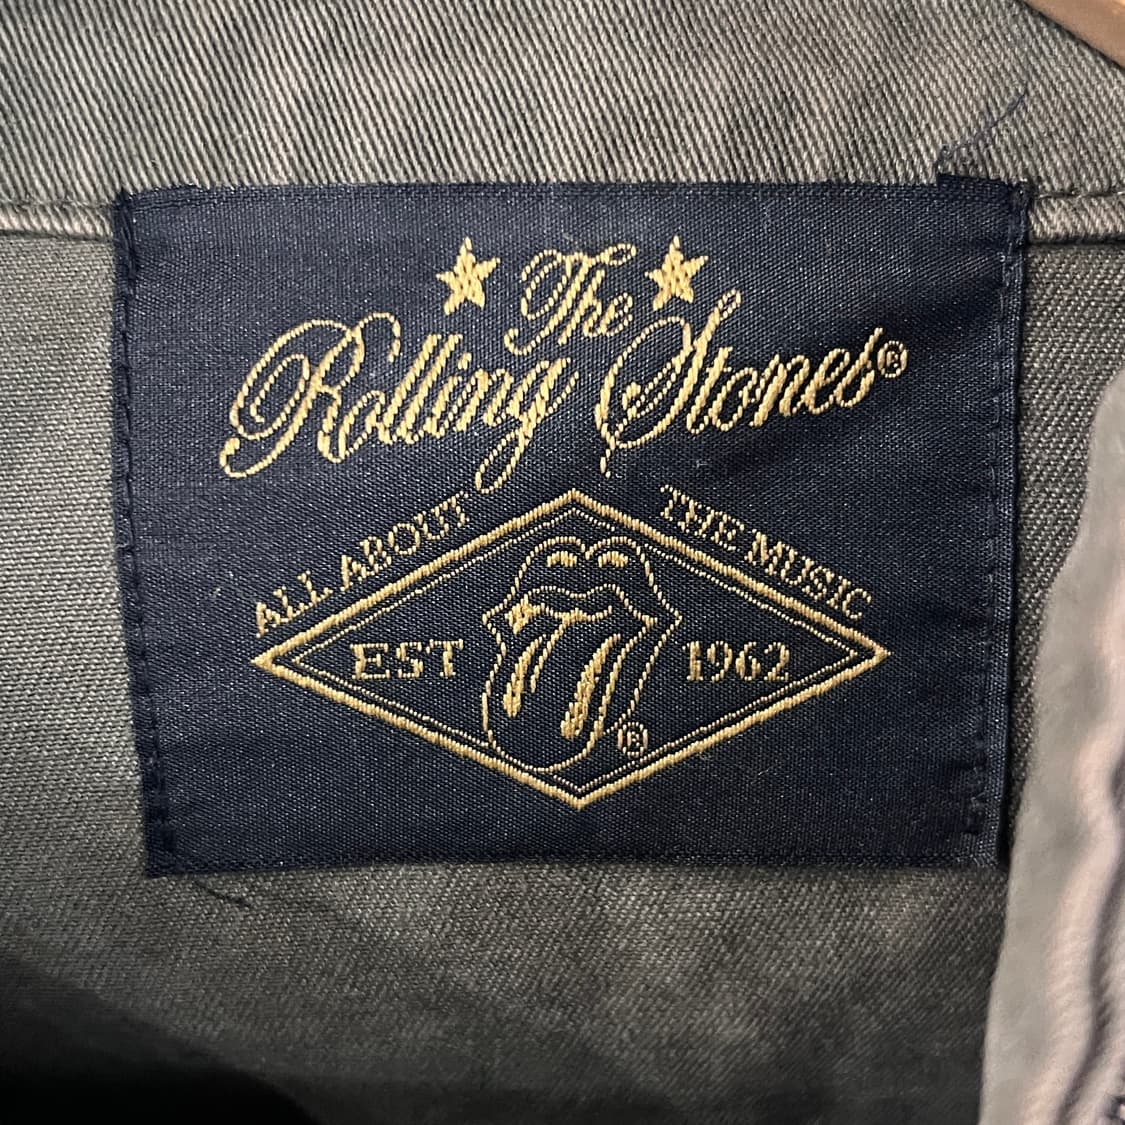 The
Rolling Stones®
ALL ABOUT THE MUSIC
EST 1962
®